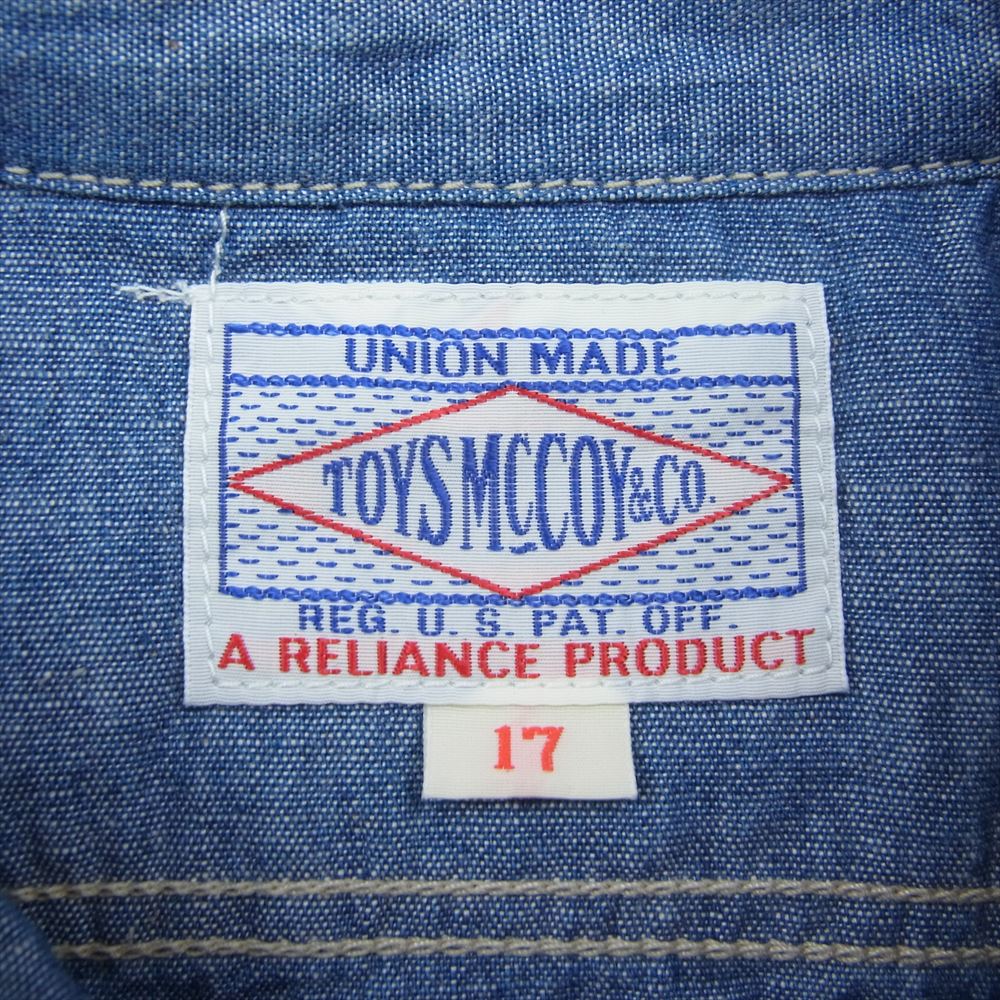 UNION MADE
TOYS McCOY & CO.
REG. U. S. PAT. OFF.
A RELIANCE PRODUCT
17